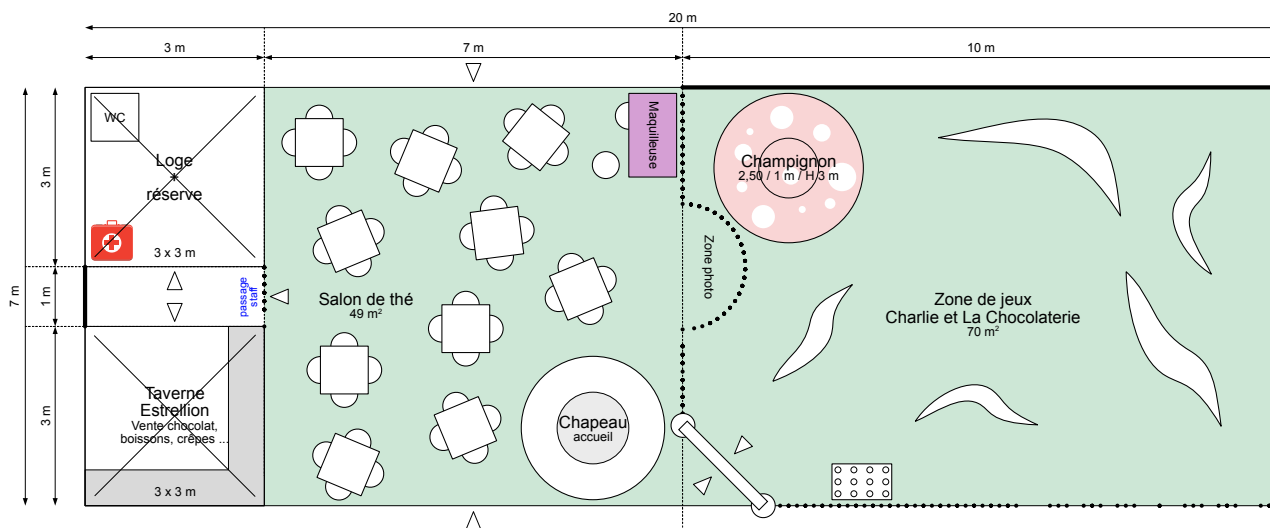 20 m
3 m
7 m
10 m
WC
Loge
réserve
3 x 3 m
3 m
7 m
1 m
3 m
passage
staff
Taverne
Estrellion
Vente chocolat,
boissons, crêpes ...
3 x 3 m
Salon de thé
49 m²
Maquilleuse
Chapeau
accueil
Champignon
2,50 / 1 m / H 3 m
Zone photo
Zone de jeux
Charlie et La Chocolaterie
70 m²